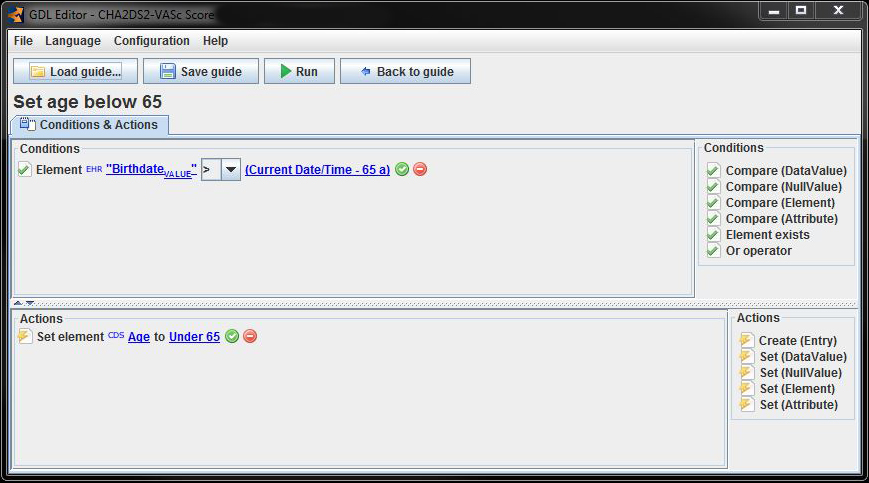 GDL Editor - CHA2DS2-VASc Score
File Language Configuration Help
Load guide... Save guide Run Back to guide
Set age below 65
Conditions & Actions
Conditions
Element EHR "Birthdate VALUE" > (Current Date/Time - 65 a)
Conditions
Compare (DataValue)
Compare (NullValue)
Compare (Element)
Compare (Attribute)
Element exists
Or operator
Actions
Set element CDS Age to Under 65
Actions
Create (Entry)
Set (DataValue)
Set (NullValue)
Set (Element)
Set (Attribute)